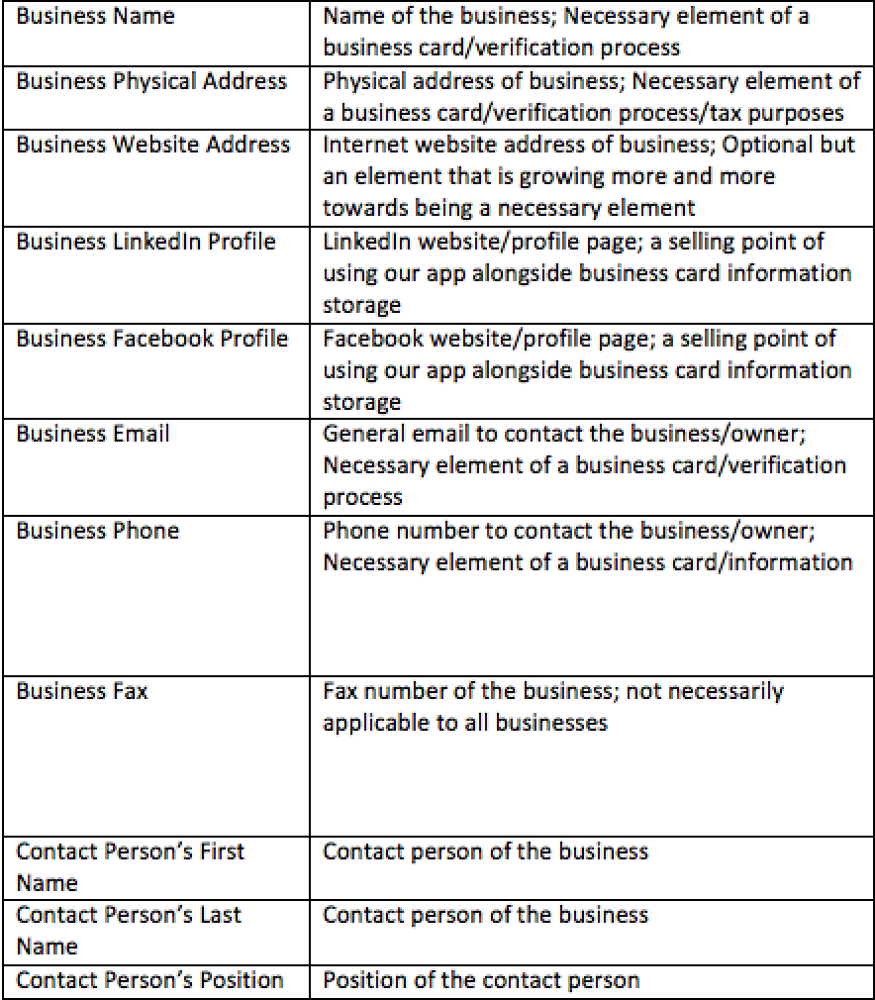 Business Name
Name of the business; Necessary element of a
business card/verification process
Business Physical Address
Physical address of business; Necessary element of
a business card/verification process/tax purposes
Business Website Address
Internet website address of business; Optional but
an element that is growing more and more
towards being a necessary element
Business LinkedIn Profile
LinkedIn website/profile page; a selling point of
using our app alongside business card information
storage
Business Facebook Profile
Facebook website/profile page; a selling point of
using our app alongside business card information
storage
Business Email
General email to contact the business/owner;
Necessary element of a business card/verification
process
Business Phone
Phone number to contact the business/owner;
Necessary element of a business card/information
Business Fax
Fax number of the business; not necessarily
applicable to all businesses
Contact Person’s First
Name
Contact person of the business
Contact Person’s Last
Name
Contact person of the business
Contact Person’s Position
Position of the contact person